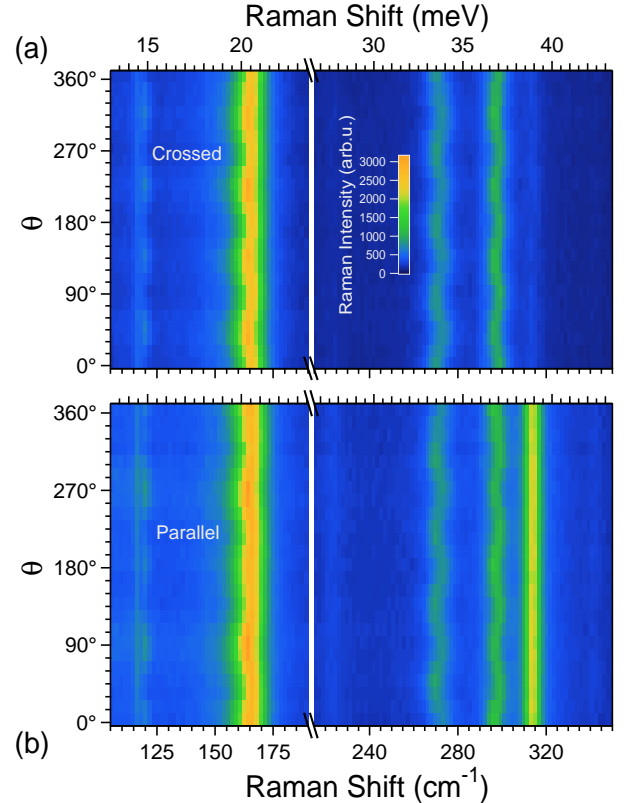 Raman Shift (meV)
(a)
15 20 30 34 37 40
360°
270°
180°
90°
0°
θ
Crossed
Raman Intensity (arb.u.)
3000
2500
2000
1500
1000
500
0
360°
270°
180°
90°
0°
θ
Parallel
(b)
125 150 175 240 280 320
Raman Shift (cm⁻¹)